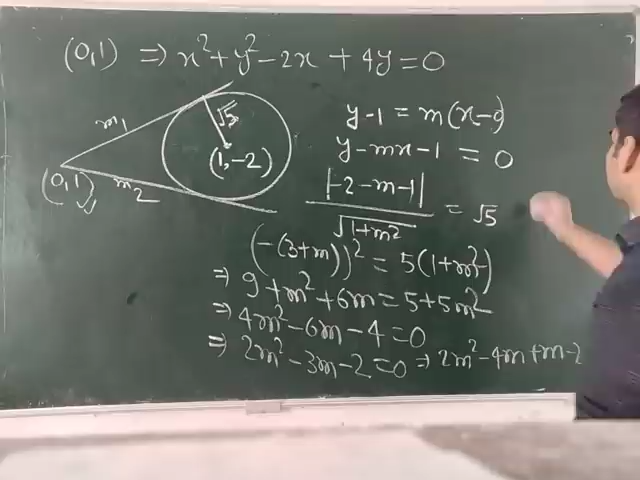 (0,1) ⇒ x²+y²-2x+4y=0
m₁
√5
(1,-2)
(0,1)
m₂
y-1 = m(x-0)
y-mx-1 = 0
|-2-m-1| / √(1+m²) = √5
(-(3+m))² = 5(1+m²)
⇒ 9+m²+6m=5+5m²
⇒ 4m²-6m-4=0
⇒ 2m²-3m-2=0 ⇒ 2m²-4m+m-2